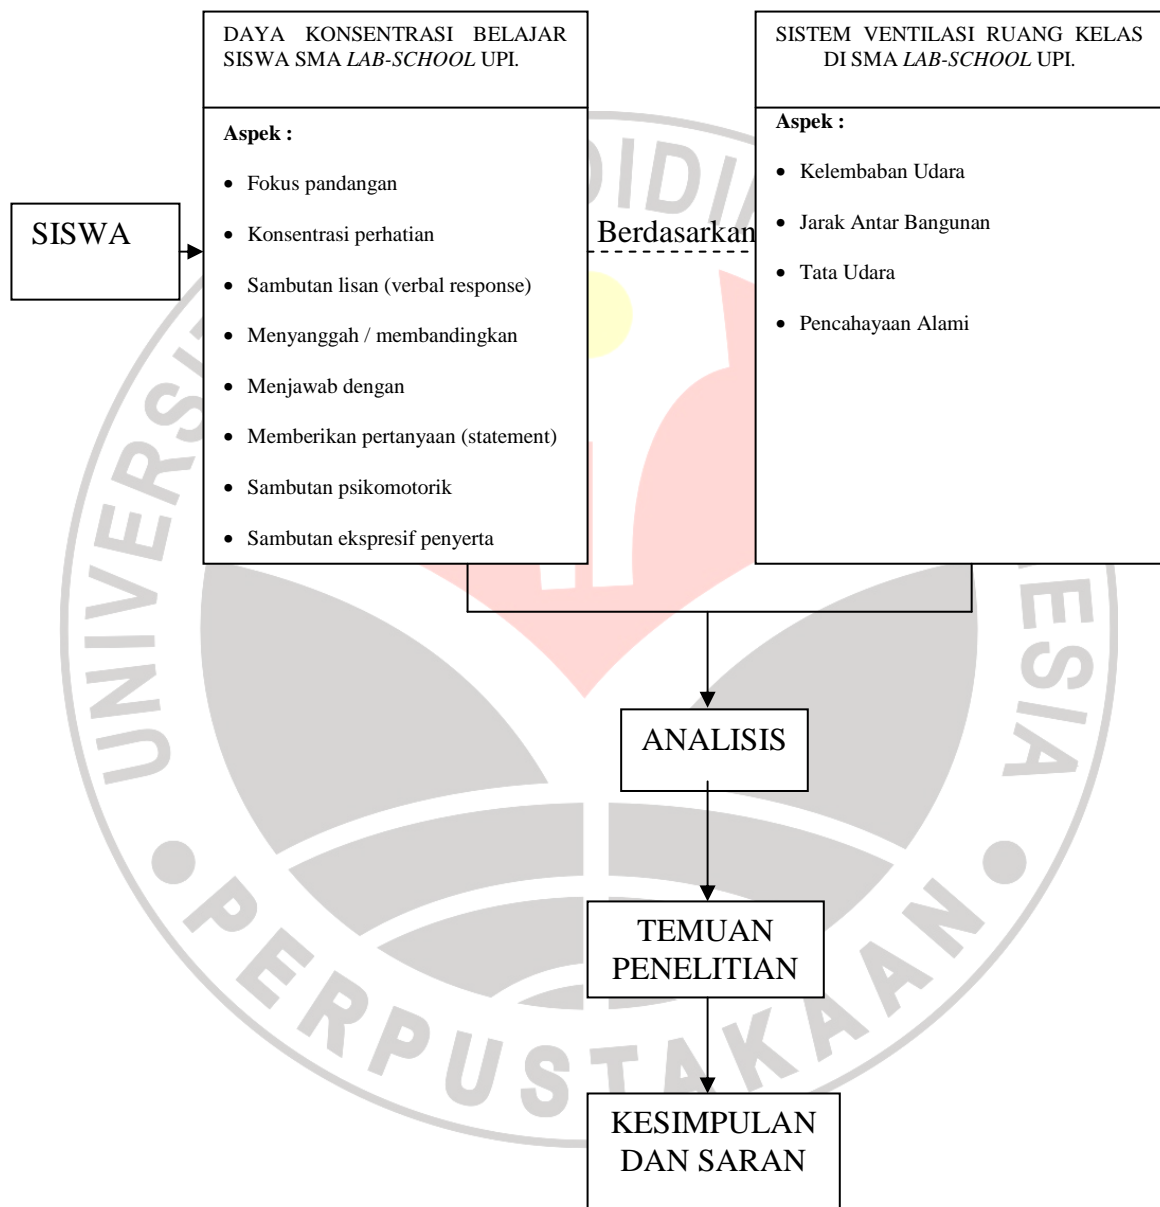 DAYA KONSENTRASI BELAJAR
SISWA SMA LAB-SCHOOL UPI.
Aspek :
• Fokus pandangan
• Konsentrasi perhatian
• Sambutan lisan (verbal response)
• Menyanggah / membandingkan
• Menjawab dengan
• Memberikan pertanyaan (statement)
• Sambutan psikomotorik
• Sambutan ekspresif penyerta
SISTEM VENTILASI RUANG KELAS
DI SMA LAB-SCHOOL UPI.
Aspek :
• Kelembaban Udara
• Jarak Antar Bangunan
• Tata Udara
• Pencahayaan Alami
SISWA
Berdasarkan
ANALISIS
TEMUAN
PENELITIAN
KESIMPULAN
DAN SARAN
PERPUSTAKAAN